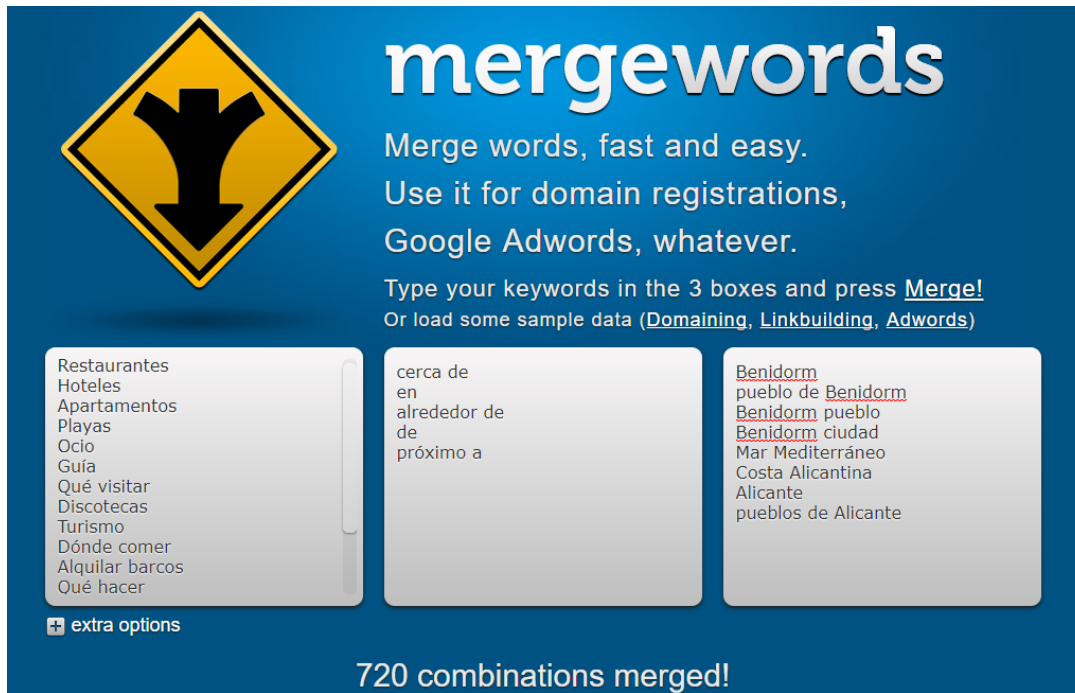 mergewords
Merge words, fast and easy.
Use it for domain registrations,
Google Adwords, whatever.
Type your keywords in the 3 boxes and press Merge!
Or load some sample data (Domaining, Linkbuilding, Adwords)
Restaurantes
Hoteles
Apartamentos
Playas
Ocio
Guía
Qué visitar
Discotecas
Turismo
Dónde comer
Alquilar barcos
Qué hacer
cerca de
en
alrededor de
de
próximo a
Benidorm
pueblo de Benidorm
Benidorm pueblo
Benidorm ciudad
Mar Mediterráneo
Costa Alicantina
Alicante
pueblos de Alicante
extra options
720 combinations merged!